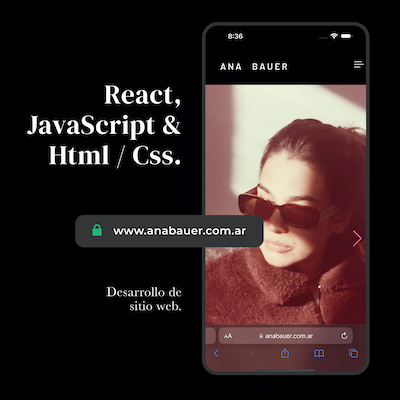 8:36
ANA BAUER
React,
JavaScript &
Html / Css.
www.anabauer.com.ar
Desarrollo de
sitio web.
AA
anabauer.com.ar